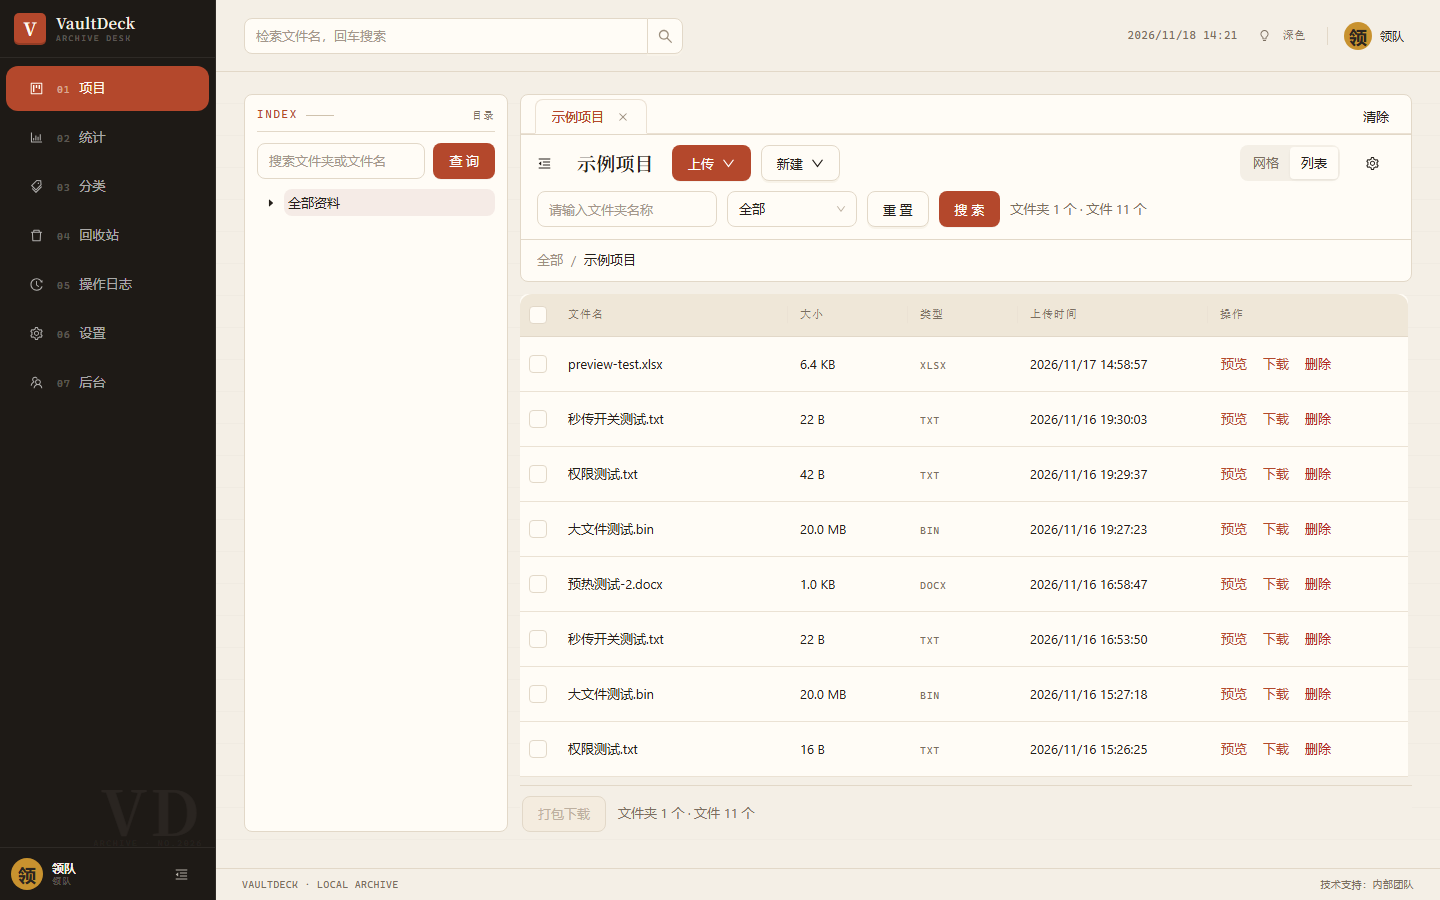 V VaultDeck
ARCHIVE DESK
01 项目
02 统计
03 分类
04 回收站
05 操作日志
06 设置
07 后台
VD
领 领队
领队
检索文件名，回车搜索
2026/11/18 14:21 深色 领 领队
INDEX 目录
搜索文件夹或文件名 查 询
全部资料
示例项目 × 清除
示例项目 上传 新建 网格 列表
请输入文件夹名称 全部 重 置 搜 索 文件夹 1 个 · 文件 11 个
全部 / 示例项目
文件名 大小 类型 上传时间 操作
preview-test.xlsx 6.4 KB XLSX 2026/11/17 14:58:57 预览 下载 删除
秒传开关测试.txt 22 B TXT 2026/11/16 19:30:03 预览 下载 删除
权限测试.txt 42 B TXT 2026/11/16 19:29:37 预览 下载 删除
大文件测试.bin 20.0 MB BIN 2026/11/16 19:27:23 预览 下载 删除
预热测试-2.docx 1.0 KB DOCX 2026/11/16 16:58:47 预览 下载 删除
秒传开关测试.txt 22 B TXT 2026/11/16 16:53:50 预览 下载 删除
大文件测试.bin 20.0 MB BIN 2026/11/16 15:27:18 预览 下载 删除
权限测试.txt 16 B TXT 2026/11/16 15:26:25 预览 下载 删除
打包下载 文件夹 1 个 · 文件 11 个
VAULTDECK · LOCAL ARCHIVE 技术支持：内部团队